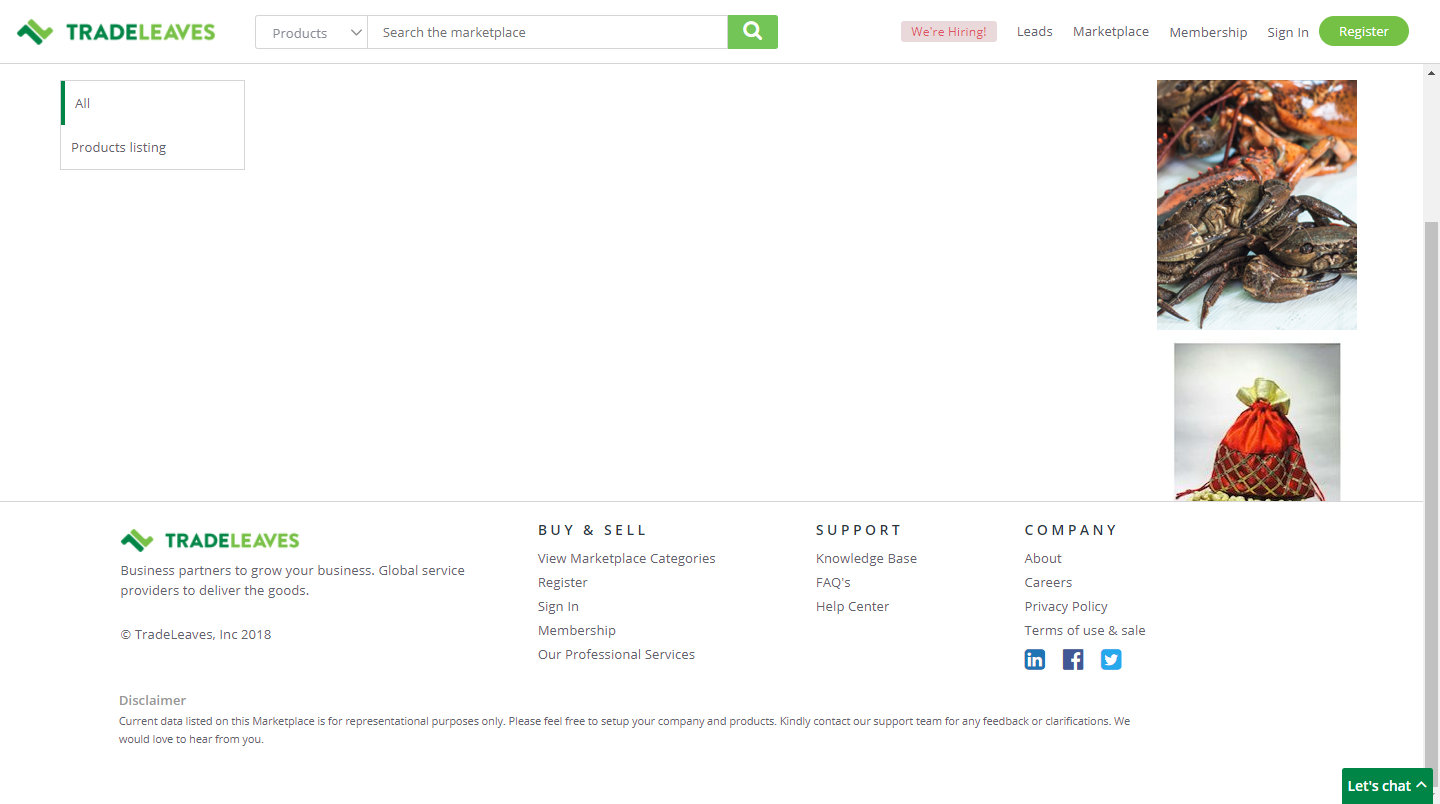 TRADELEAVES
Products
Search the marketplace
We're Hiring!
Leads
Marketplace
Membership
Sign In
Register
All
Products listing
TRADELEAVES
Business partners to grow your business. Global service
providers to deliver the goods.
© TradeLeaves, Inc 2018
BUY & SELL
View Marketplace Categories
Register
Sign In
Membership
Our Professional Services
SUPPORT
Knowledge Base
FAQ's
Help Center
COMPANY
About
Careers
Privacy Policy
Terms of use & sale
in
f
Disclaimer
Current data listed on this Marketplace is for representational purposes only. Please feel free to setup your company and products. Kindly contact our support team for any feedback or clarifications. We
would love to hear from you.
Let's chat